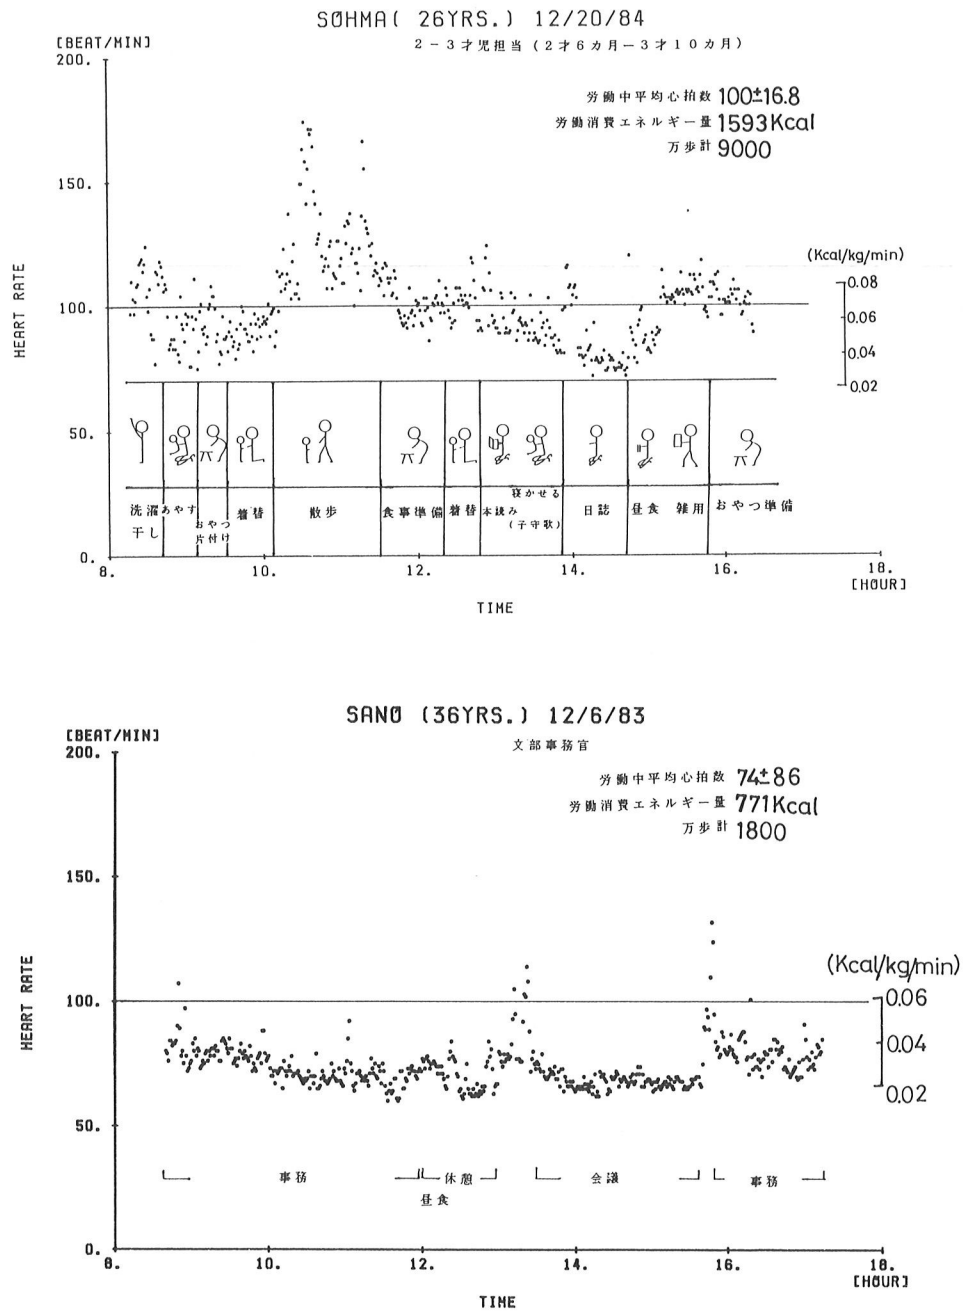 SØHMA( 26YRS.) 12/20/84
[BEAT/MIN]
2－3才児担当(2才6カ月－3才10カ月)
200.
労働中平均心拍数 100±16.8
労働消費エネルギー量 1593Kcal
万歩計 9000
150.
(Kcal/kg/min)
0.08
100.
0.06
0.04
0.02
HEART RATE
50.
洗濯干し
あやす
おやつ片付け
着替
散歩
食事準備
着替
本読み
寝かせる(子守歌)
日誌
昼食
雑用
おやつ準備
0.
8. 10. 12. 14. 16. 18.
[HØUR]
TIME
SANØ (36YRS.) 12/6/83
[BEAT/MIN]
文部事務官
200.
労働中平均心拍数 74±86
労働消費エネルギー量 771Kcal
万歩計 1800
150.
(Kcal/kg/min)
100.
0.06
0.04
0.02
HEART RATE
50.
事務 休憩 会議 事務
昼食
0.
8. 10. 12. 14. 16. 18.
[HØUR]
TIME